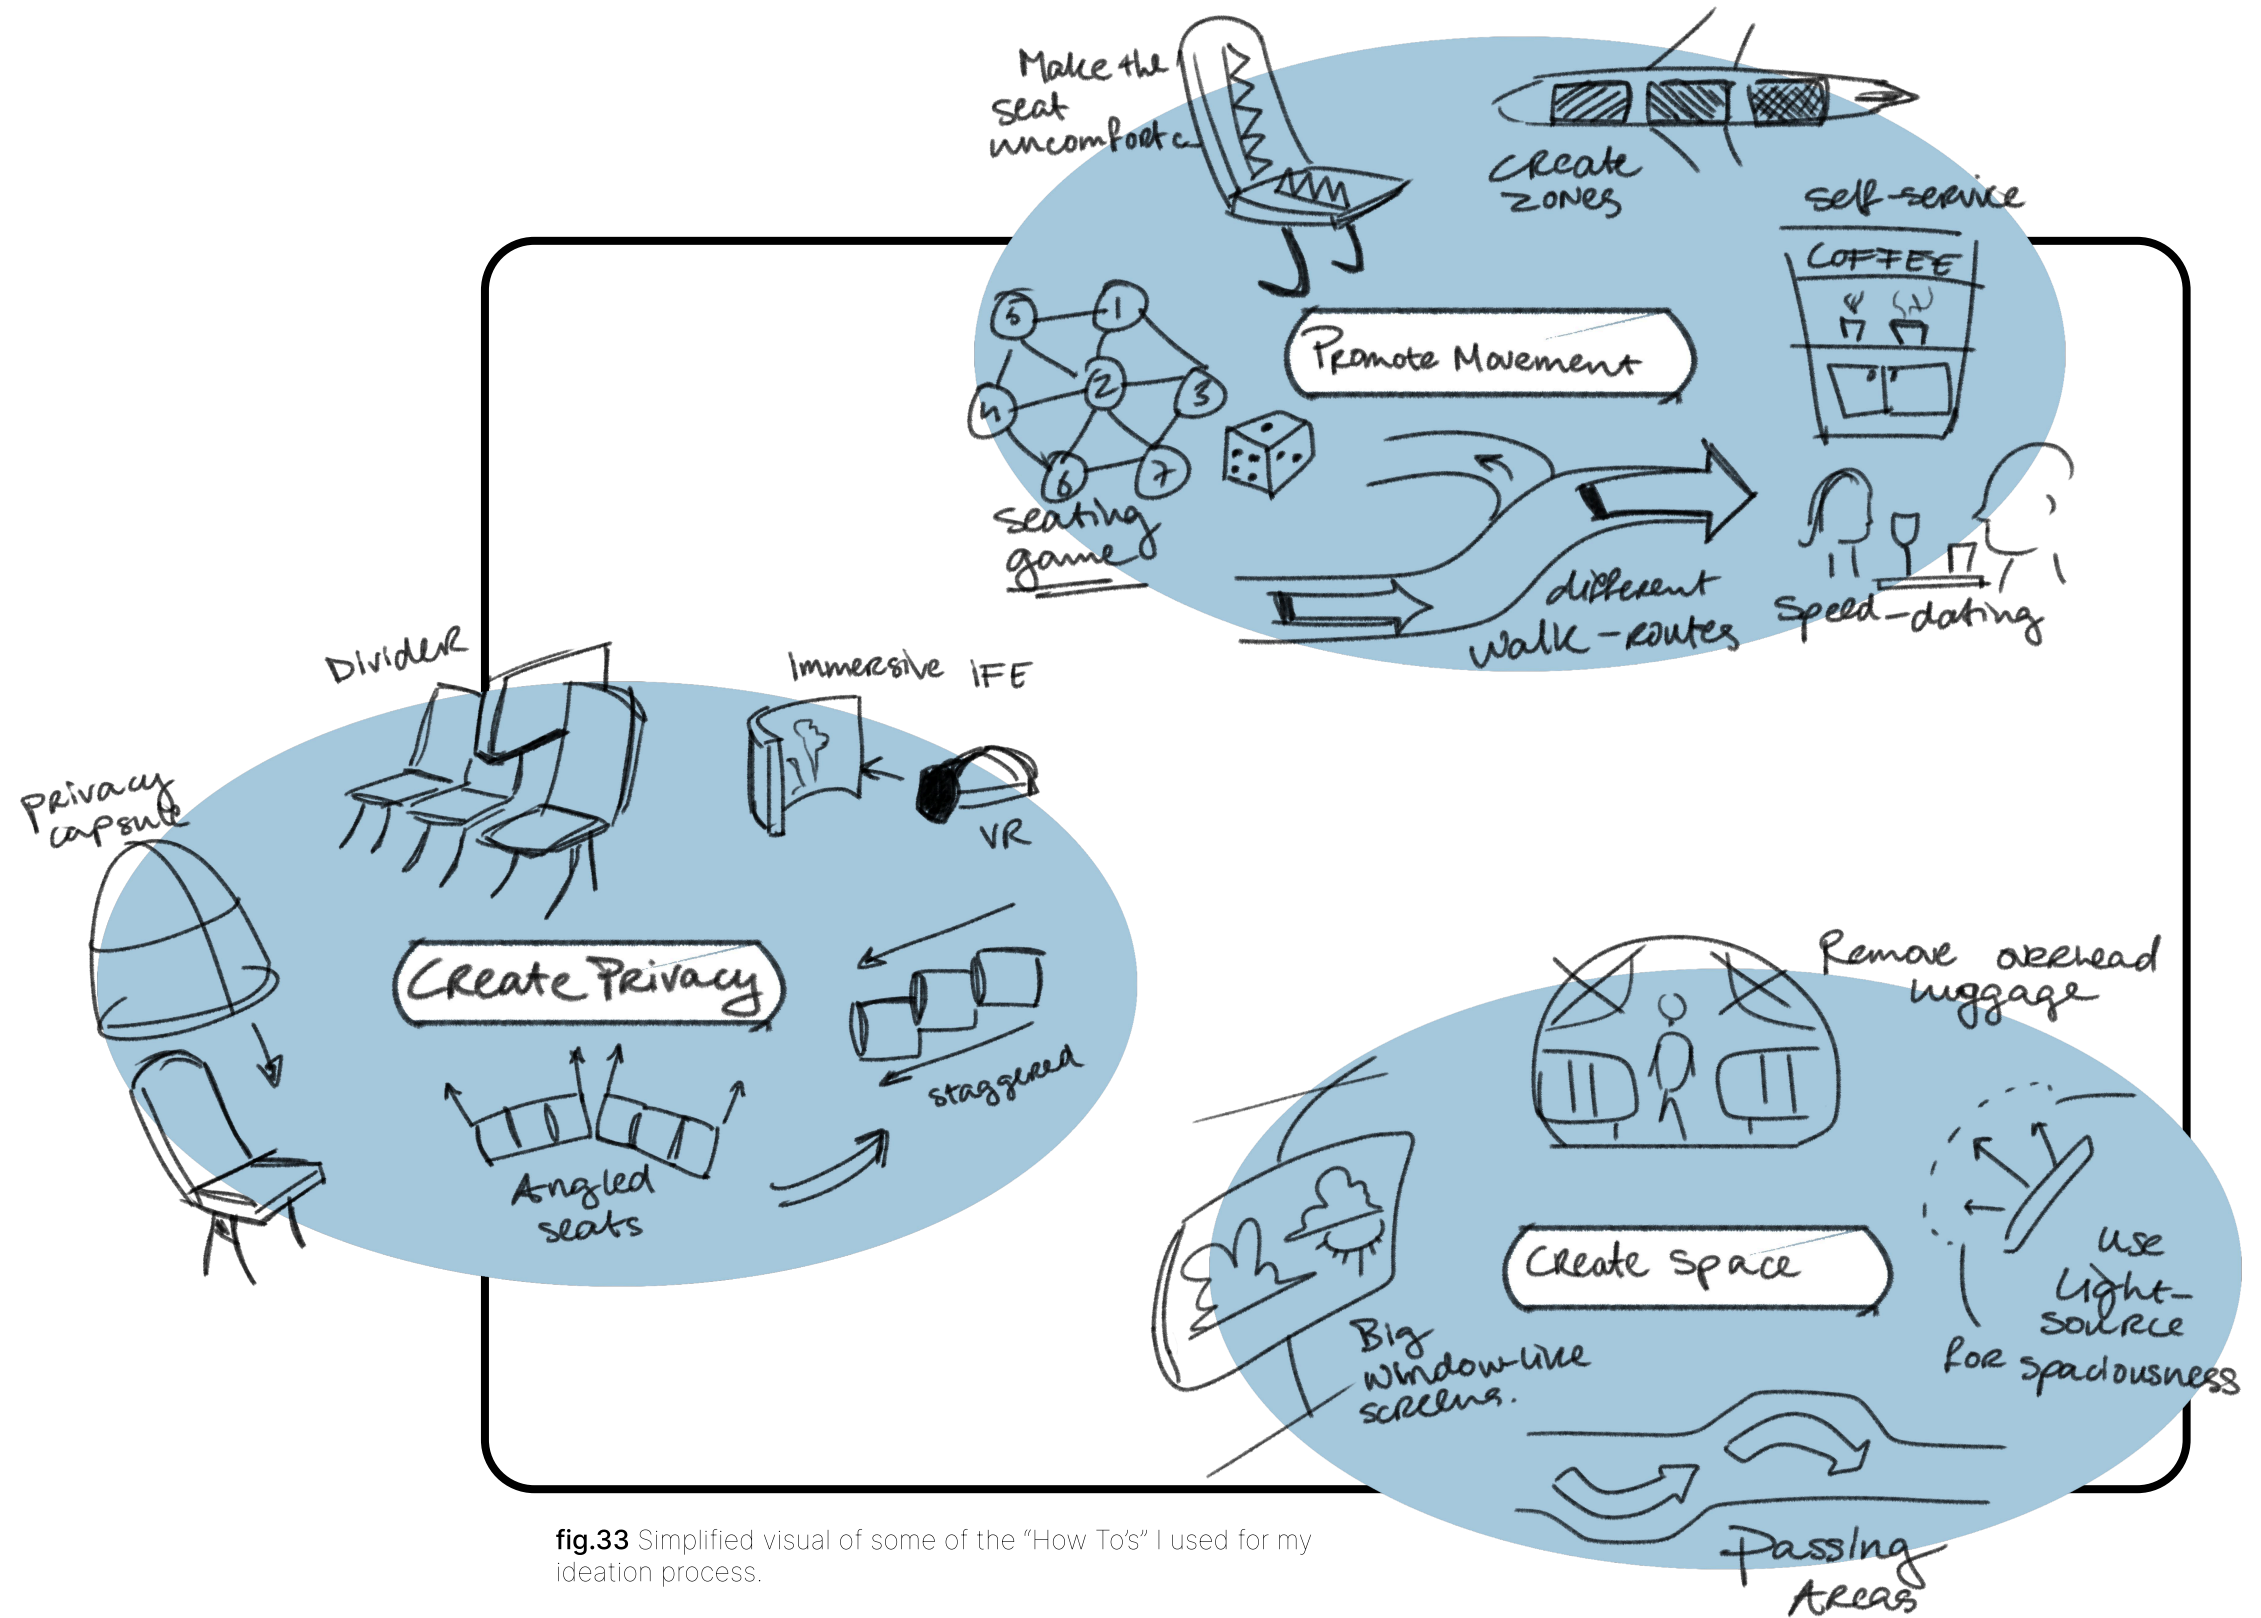 Make the
seat
uncomfortc
CREATE
ZONES
self-service
COFFEE
5
1
2
3
4
6
7
Promote Movement
seating
game
different
walk-routes
Speed-dating
DivideR
Immersive IFE
VR
privacy
capsule
Create Privacy
staggered
Angled
seats
Remove overhead
luggage
Create Space
use
light-
source
for spaciousness
Big
window-like
screens.
Passing
Areas
fig.33 Simplified visual of some of the “How To’s” I used for my
ideation process.